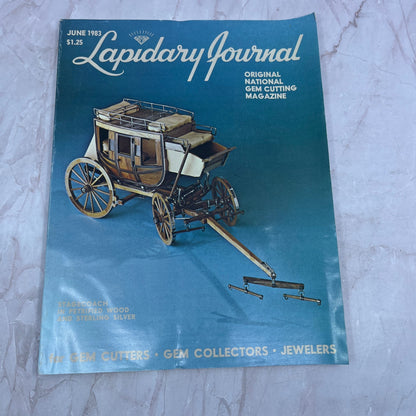 JUNE 1983
$1.25
Lapidary Journal
ORIGINAL
NATIONAL
GEM CUTTING
MAGAZINE
STAGECOACH
IN PETRIFIED WOOD
AND STERLING SILVER
GEM CUTTERS · GEM COLLECTORS · JEWELERS